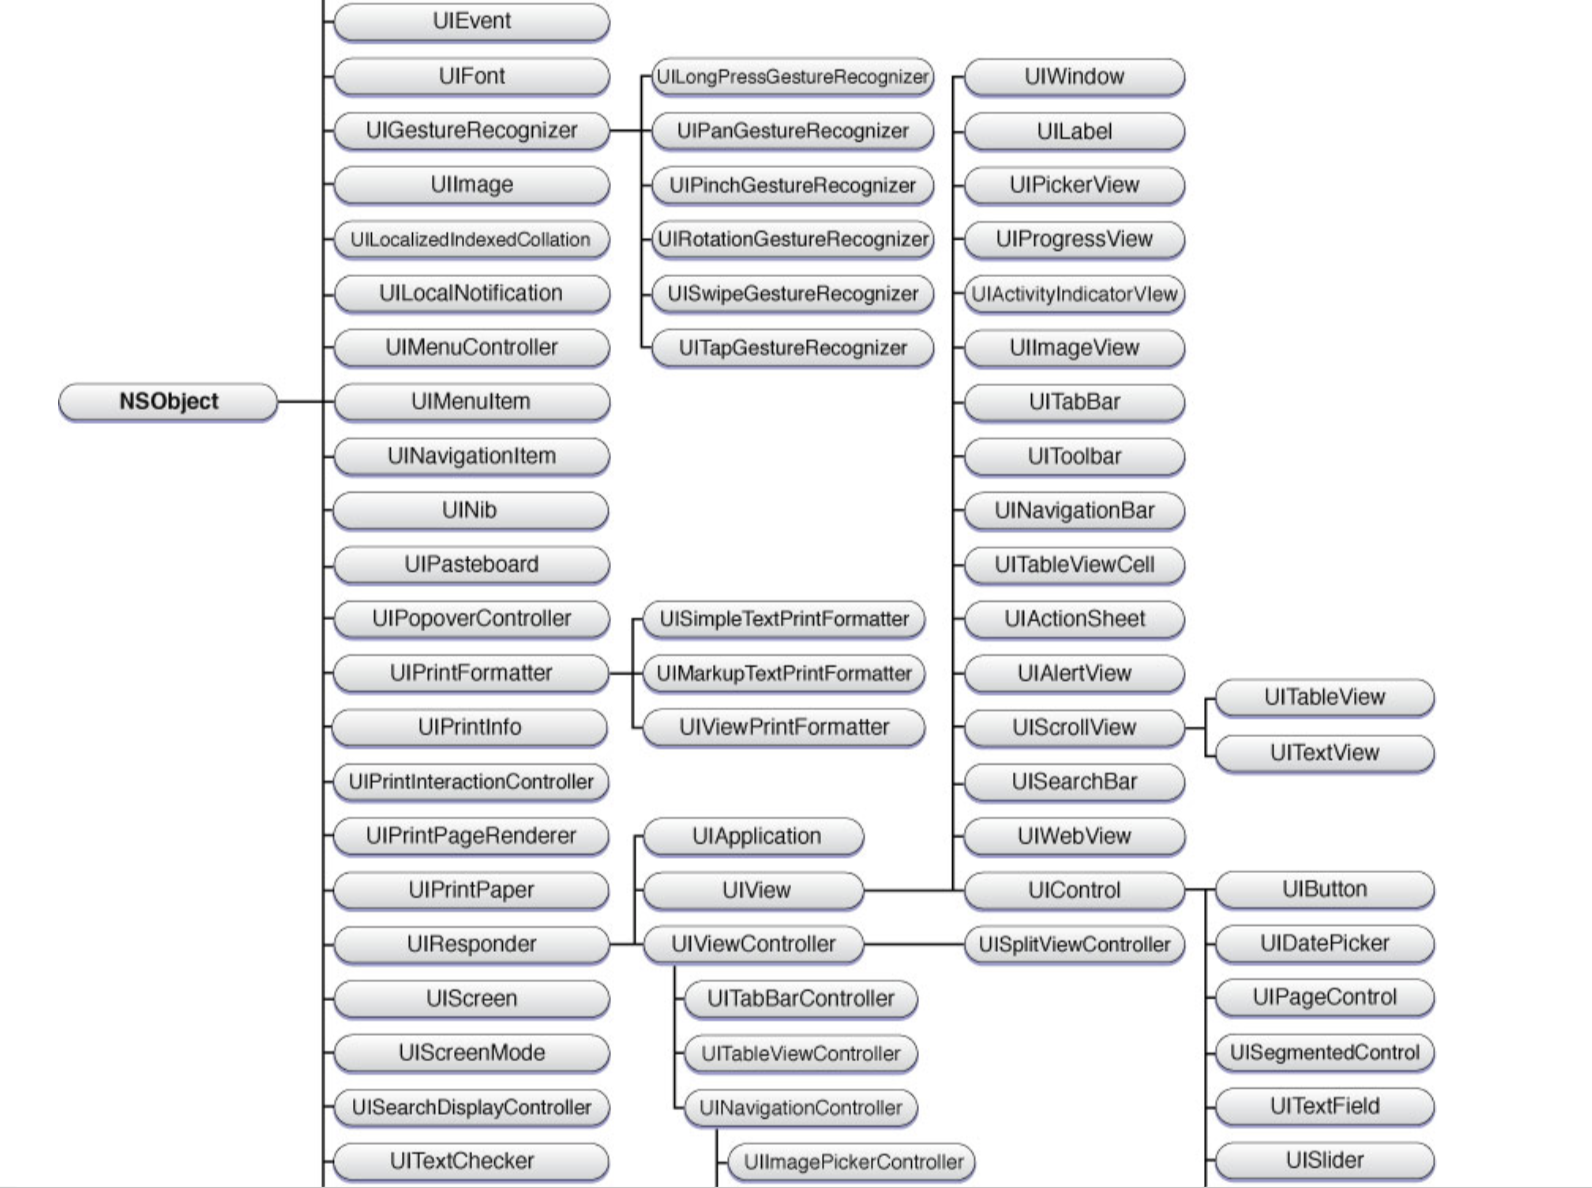 UIEvent
UIFont
UILongPressGestureRecognizer
UIWindow
UIGestureRecognizer
UIPanGestureRecognizer
UILabel
UIImage
UIPinchGestureRecognizer
UIPickerView
UILocalizedIndexedCollation
UIRotationGestureRecognizer
UIProgressView
UILocalNotification
UISwipeGestureRecognizer
UIActivityIndicatorVIew
UIMenuController
UITapGestureRecognizer
UIImageView
NSObject
UIMenuItem
UITabBar
UINavigationItem
UIToolbar
UINib
UINavigationBar
UIPasteboard
UITableViewCell
UIPopoverController
UISimpleTextPrintFormatter
UIActionSheet
UIPrintFormatter
UIMarkupTextPrintFormatter
UIAlertView
UITableView
UIPrintInfo
UIViewPrintFormatter
UIScrollView
UITextView
UIPrintInteractionController
UISearchBar
UIPrintPageRenderer
UIApplication
UIWebView
UIPrintPaper
UIView
UIControl
UIButton
UIResponder
UIViewController
UISplitViewController
UIDatePicker
UIScreen
UITabBarController
UIPageControl
UIScreenMode
UITableViewController
UISegmentedControl
UISearchDisplayController
UINavigationController
UITextField
UITextChecker
UIImagePickerController
UISlider